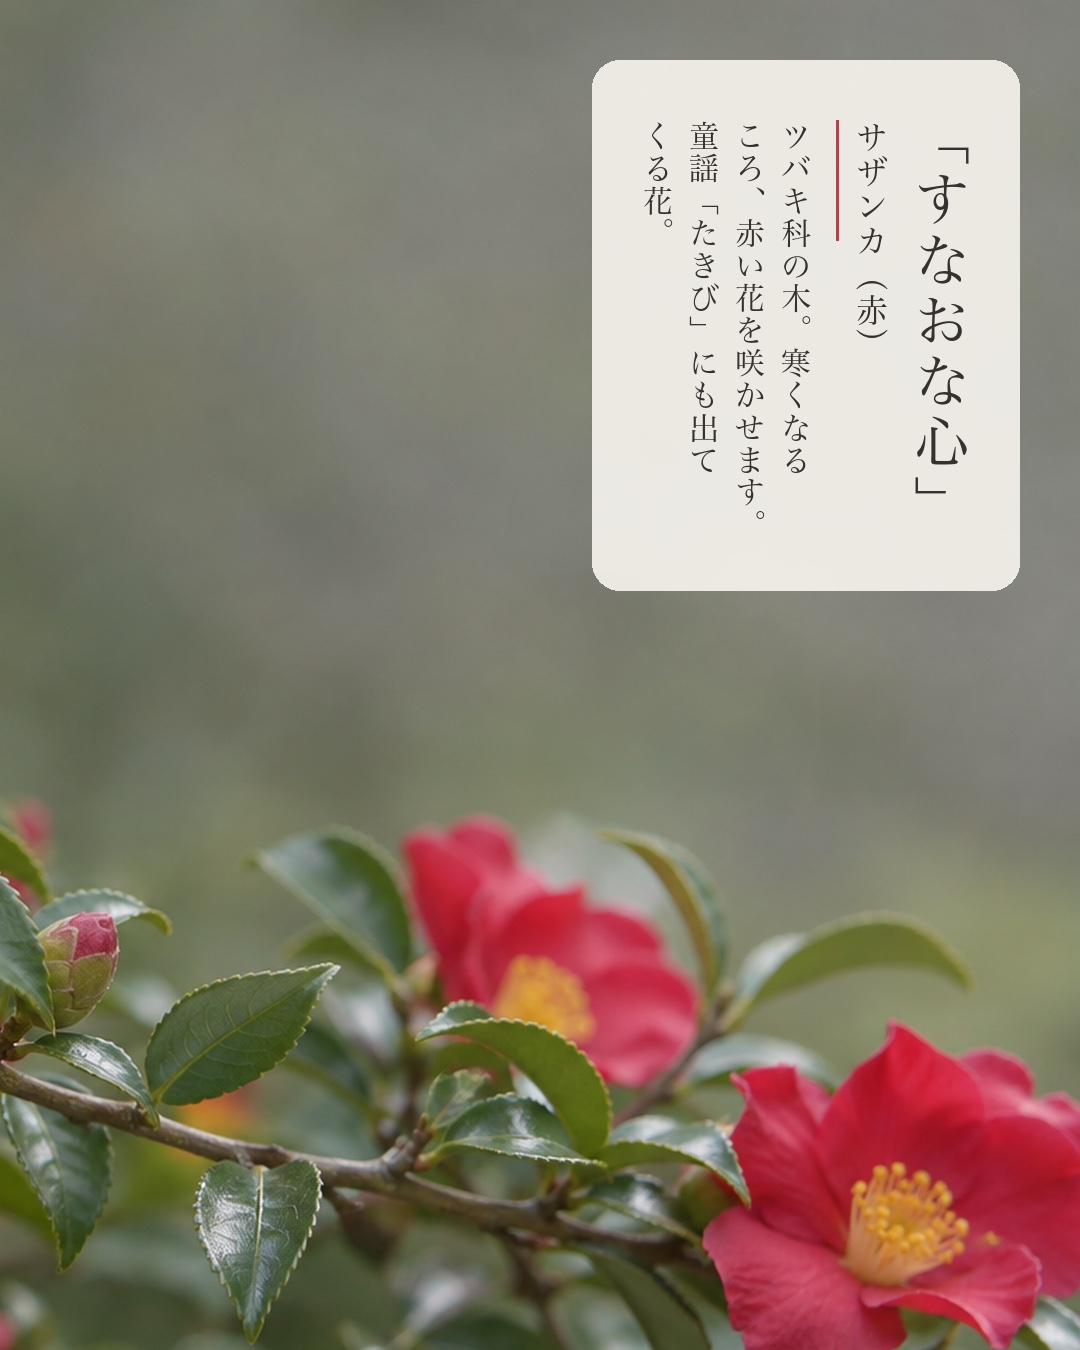 「すなおな心」
サザンカ（赤）
ツバキ科の木。寒くなる
ころ、赤い花を咲かせます。
童謡「たきび」にも出て
くる花。